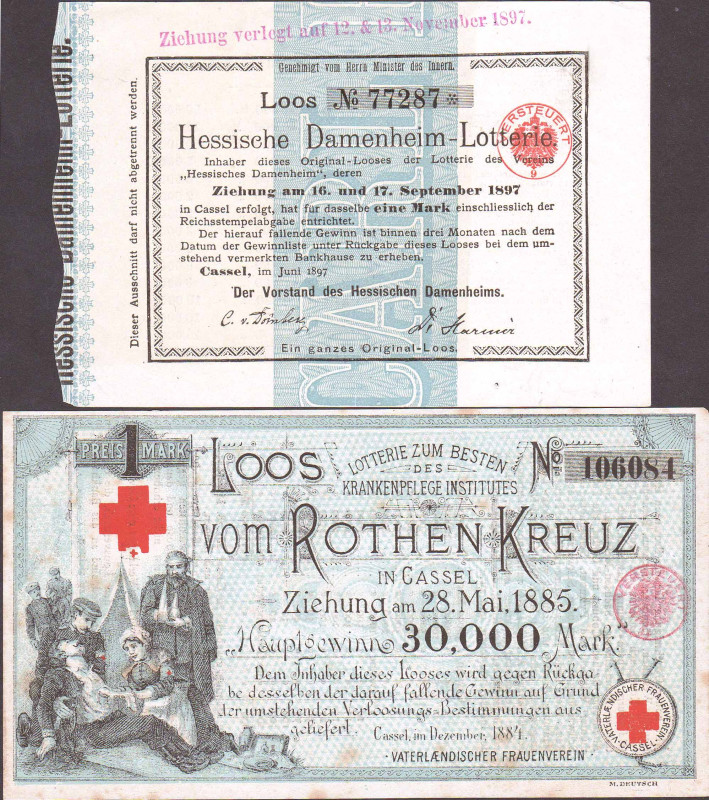 Ziehung verlegt auf 12. & 13. November 1897.
Hessische Damenheim-Lotterie.
Dieser Ausschnitt darf nicht abgetrennt werden.
Genehmigt vom Herrn Minister des Innern.
Loos № 77287*
VERSTEUERT
9
Hessische Damenheim-Lotterie.
Inhaber dieses Original-Looses der Lotterie des Vereins
„Hessisches Damenheim“, deren
Ziehung am 16. und 17. September 1897
in Cassel erfolgt, hat für dasselbe eine Mark einschliesslich der
Reichsstempelabgabe entrichtet.
Der hierauf fallende Gewinn ist binnen drei Monaten nach dem
Datum der Gewinnliste unter Rückgabe dieses Looses bei dem um-
stehend vermerkten Bankhause zu erheben.
Cassel, im Juni 1897
Der Vorstand des Hessischen Damenheims.
Ein ganzes Original-Loos.
PREIS 1 MARK
LOOS
LOTTERIE ZUM BESTEN
DES
KRANKENPFLEGE INSTITUTES
No 106084
VOM ROTHEN KREUZ
IN CASSEL
Ziehung am 28. Mai, 1885.
„Hauptgewinn 30,000 Mark.“
VERSTEUERT
Dem Inhaber dieses Looses wird gegen Rückga
be desselben der darauf fallende Gewinn auf Grund
der umstehenden Verloosungs-Bestimmungen aus
geliefert. Cassel, im Dezember, 1884.
- VATERLÆNDISCHER FRAUENVEREIN -
VATERLÆNDISCHER FRAUENVEREIN
CASSEL
M. DEUTSCH